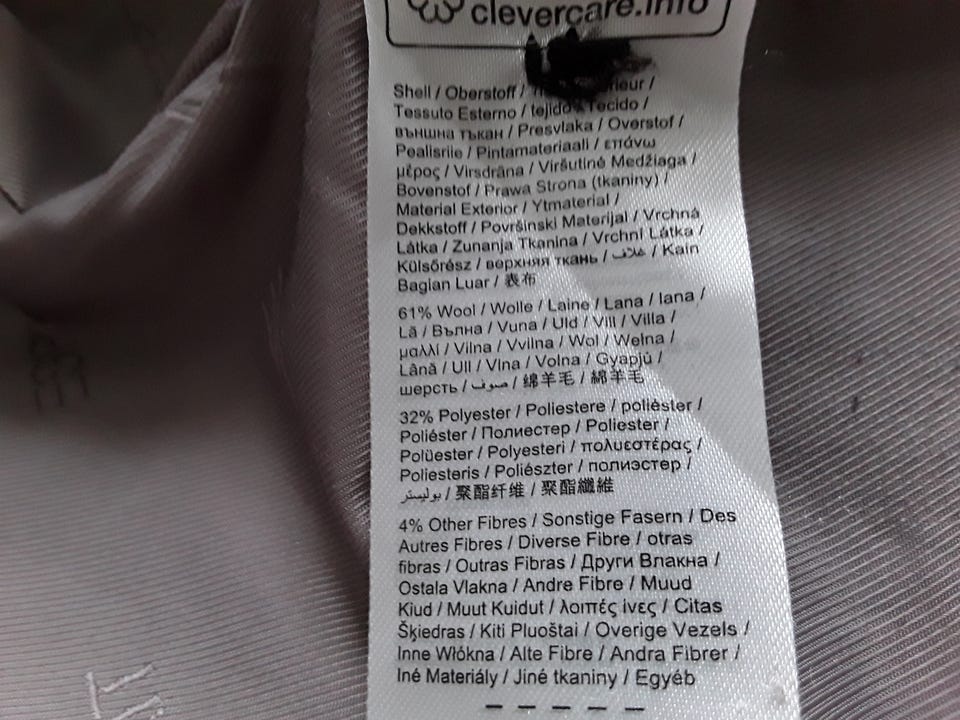 clevercare.info
Shell / Oberstoff /
Tessuto Esterno / tejido / Tecido /
външна тъкан / Presvlaka / Overstof /
Pealisriie / Pintamateriaali / επάνω
μέρος / Virsdrāna / Viršutinė Medžiaga /
Bovenstof / Prawa Strona (tkaniny) /
Material Exterior / Ytmaterial /
Dekkstoff / Površinski Materijal / Vrchná
Látka / Zunanja Tkanina / Vrchní Látka /
Külsőrész / верхняя ткань / غلاف / Kain
Bagian Luar / 表布
61% Wool / Wolle / Laine / Lana / lana /
Lã / Вълна / Vuna / Uld / Vill / Villa /
μαλλί / Vilna / Vvilna / Wol / Wełna /
Lână / Ull / Vlna / Volna / Gyapjú /
шерсть / صوف / 绵羊毛 / 綿羊毛
32% Polyester / Poliestere / poliéster /
Poliéster / Полиестер / Poliester /
Polüester / Polyesteri / πολυεστέρας /
Poliesteris / Poliészter / полиэстер /
بوليستر / 聚酯纤维 / 聚酯纖維
4% Other Fibres / Sonstige Fasern / Des
Autres Fibres / Diverse Fibre / otras
fibras / Outras Fibras / Други Влакна /
Ostala Vlakna / Andre Fibre / Muud
Kiud / Muut Kuidut / λοιπές ίνες / Citas
Šķiedras / Kiti Pluoštai / Overige Vezels /
Inne Włókna / Alte Fibre / Andra Fibrer /
Iné Materiály / Jiné tkaniny / Egyéb